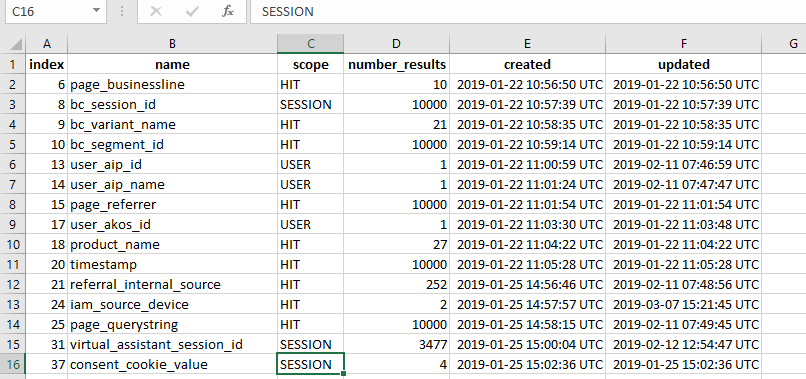 C16 fx SESSION
A B C D E F G
1 index name scope number_results created updated
2 6 page_businessline HIT 10 2019-01-22 10:56:50 UTC 2019-01-22 10:56:50 UTC
3 8 bc_session_id SESSION 10000 2019-01-22 10:57:39 UTC 2019-01-22 10:57:39 UTC
4 9 bc_variant_name HIT 21 2019-01-22 10:58:35 UTC 2019-01-22 10:58:35 UTC
5 10 bc_segment_id HIT 10000 2019-01-22 10:59:14 UTC 2019-01-22 10:59:14 UTC
6 13 user_aip_id USER 1 2019-01-22 11:00:59 UTC 2019-02-11 07:46:59 UTC
7 14 user_aip_name USER 1 2019-01-22 11:01:24 UTC 2019-02-11 07:47:47 UTC
8 15 page_referrer HIT 10000 2019-01-22 11:01:54 UTC 2019-01-22 11:01:54 UTC
9 17 user_akos_id USER 1 2019-01-22 11:03:30 UTC 2019-01-22 11:03:48 UTC
10 18 product_name HIT 27 2019-01-22 11:04:22 UTC 2019-01-22 11:04:22 UTC
11 20 timestamp HIT 10000 2019-01-22 11:05:28 UTC 2019-01-22 11:05:28 UTC
12 21 referral_internal_source HIT 252 2019-01-25 14:56:46 UTC 2019-02-11 07:48:56 UTC
13 24 iam_source_device HIT 2 2019-01-25 14:57:57 UTC 2019-03-07 15:21:45 UTC
14 25 page_querystring HIT 10000 2019-01-25 14:58:15 UTC 2019-02-11 07:49:45 UTC
15 31 virtual_assistant_session_id SESSION 3477 2019-01-25 15:00:04 UTC 2019-02-12 12:54:47 UTC
16 37 consent_cookie_value SESSION 4 2019-01-25 15:02:36 UTC 2019-01-25 15:02:36 UTC